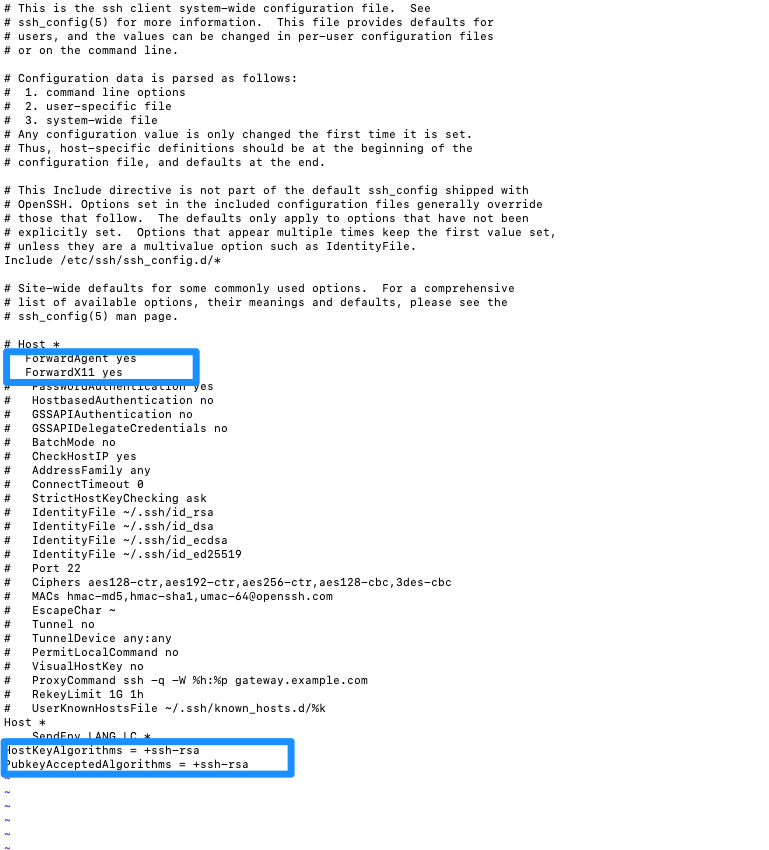 # This is the ssh client system-wide configuration file.  See
# ssh_config(5) for more information.  This file provides defaults for
# users, and the values can be changed in per-user configuration files
# or on the command line.

# Configuration data is parsed as follows:
#  1. command line options
#  2. user-specific file
#  3. system-wide file
# Any configuration value is only changed the first time it is set.
# Thus, host-specific definitions should be at the beginning of the
# configuration file, and defaults at the end.

# This Include directive is not part of the default ssh_config shipped with
# OpenSSH. Options set in the included configuration files generally override
# those that follow.  The defaults only apply to options that have not been
# explicitly set.  Options that appear multiple times keep the first value set,
# unless they are a multivalue option such as IdentityFile.
Include /etc/ssh/ssh_config.d/*

# Site-wide defaults for some commonly used options.  For a comprehensive
# list of available options, their meanings and defaults, please see the
# ssh_config(5) man page.

# Host *
   ForwardAgent yes
   ForwardX11 yes
#   PasswordAuthentication yes
#   HostbasedAuthentication no
#   GSSAPIAuthentication no
#   GSSAPIDelegateCredentials no
#   BatchMode no
#   CheckHostIP yes
#   AddressFamily any
#   ConnectTimeout 0
#   StrictHostKeyChecking ask
#   IdentityFile ~/.ssh/id_rsa
#   IdentityFile ~/.ssh/id_dsa
#   IdentityFile ~/.ssh/id_ecdsa
#   IdentityFile ~/.ssh/id_ed25519
#   Port 22
#   Ciphers aes128-ctr,aes192-ctr,aes256-ctr,aes128-cbc,3des-cbc
#   MACs hmac-md5,hmac-sha1,umac-64@openssh.com
#   EscapeChar ~
#   Tunnel no
#   TunnelDevice any:any
#   PermitLocalCommand no
#   VisualHostKey no
#   ProxyCommand ssh -q -W %h:%p gateway.example.com
#   RekeyLimit 1G 1h
#   UserKnownHostsFile ~/.ssh/known_hosts.d/%k
Host *
    SendEnv LANG LC_*
HostKeyAlgorithms = +ssh-rsa
PubkeyAcceptedAlgorithms = +ssh-rsa
~
~
~
~
~
~